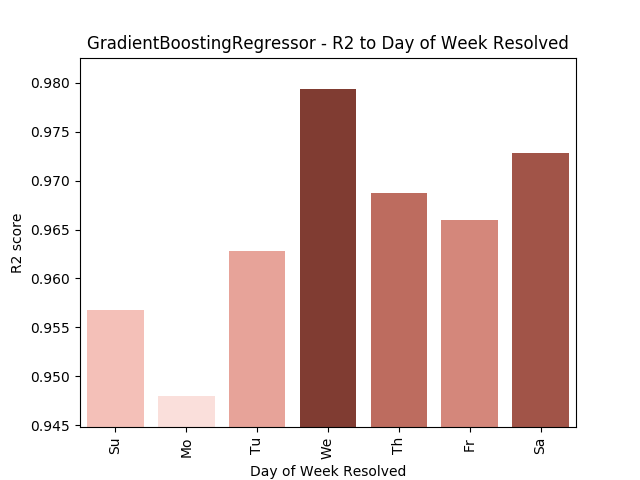 GradientBoostingRegressor - R2 to Day of Week Resolved
0.980
0.975
0.970
0.965
0.960
0.955
0.950
0.945
R2 score
Su
Mo
Tu
We
Th
Fr
Sa
Day of Week Resolved